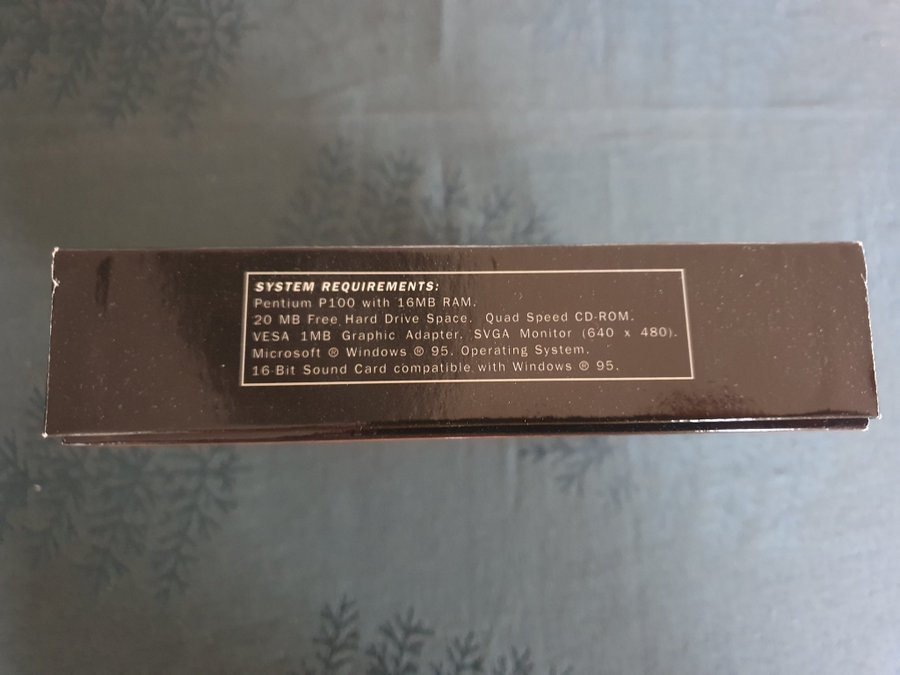 SYSTEM REQUIREMENTS:
Pentium P100 with 16MB RAM.
20 MB Free Hard Drive Space. Quad Speed CD-ROM.
VESA 1MB Graphic Adapter. SVGA Monitor (640 x 480).
Microsoft ® Windows ® 95. Operating System.
16-Bit Sound Card compatible with Windows ® 95.